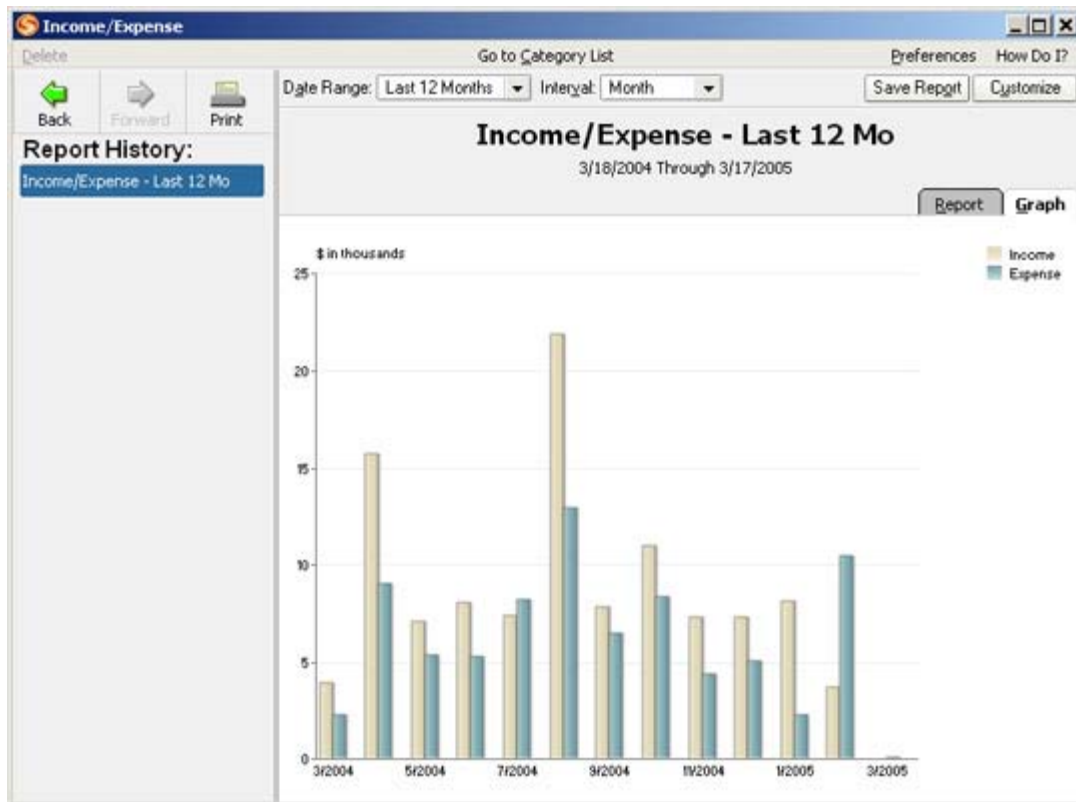 Income/Expense
Delete Go to Category List Preferences How Do I?
Back Forward Print
Date Range: Last 12 Months Interval: Month Save Report Customize
Report History:
Income/Expense - Last 12 Mo
Income/Expense - Last 12 Mo
3/18/2004 Through 3/17/2005
Report Graph
$ in thousands
Income
Expense
25
20
15
10
5
0
3/2004 5/2004 7/2004 9/2004 11/2004 1/2005 3/2005